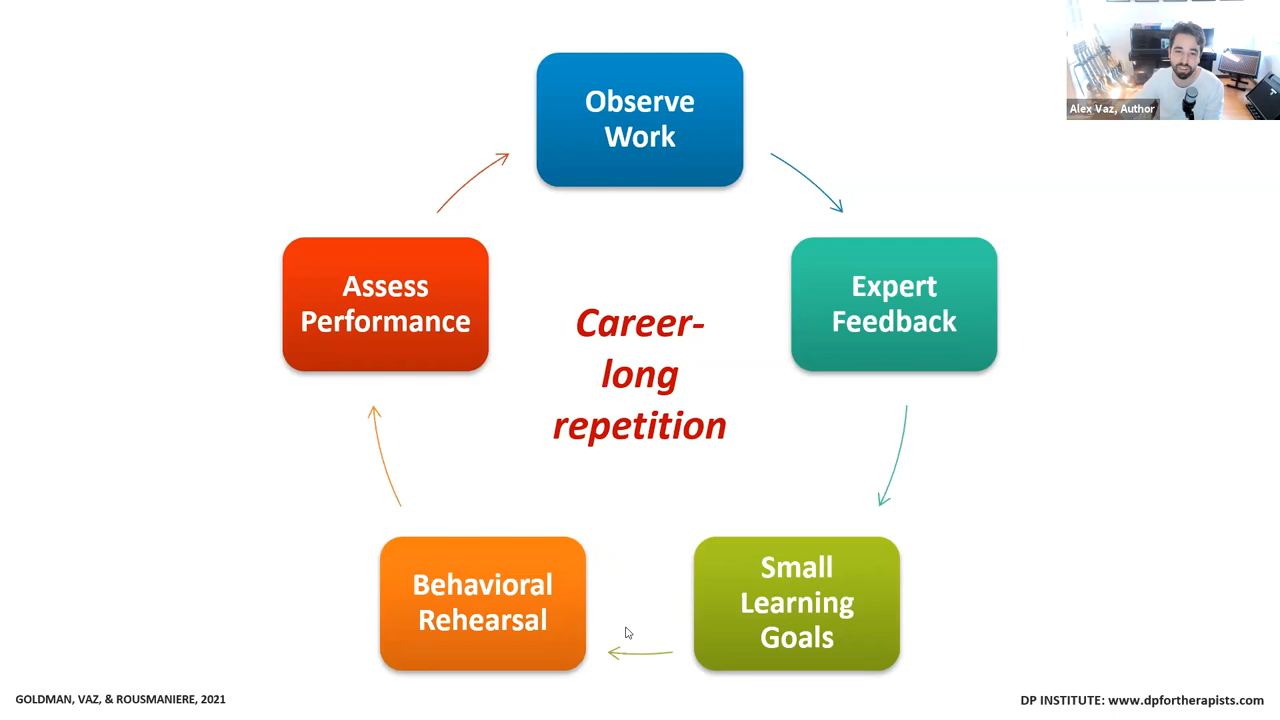 Alex Vaz, Author
Observe
Work
Expert
Feedback
Small
Learning
Goals
Behavioral
Rehearsal
Assess
Performance
Career-
long
repetition
GOLDMAN, VAZ, & ROUSMANIERE, 2021
DP INSTITUTE: www.dpfortherapists.com